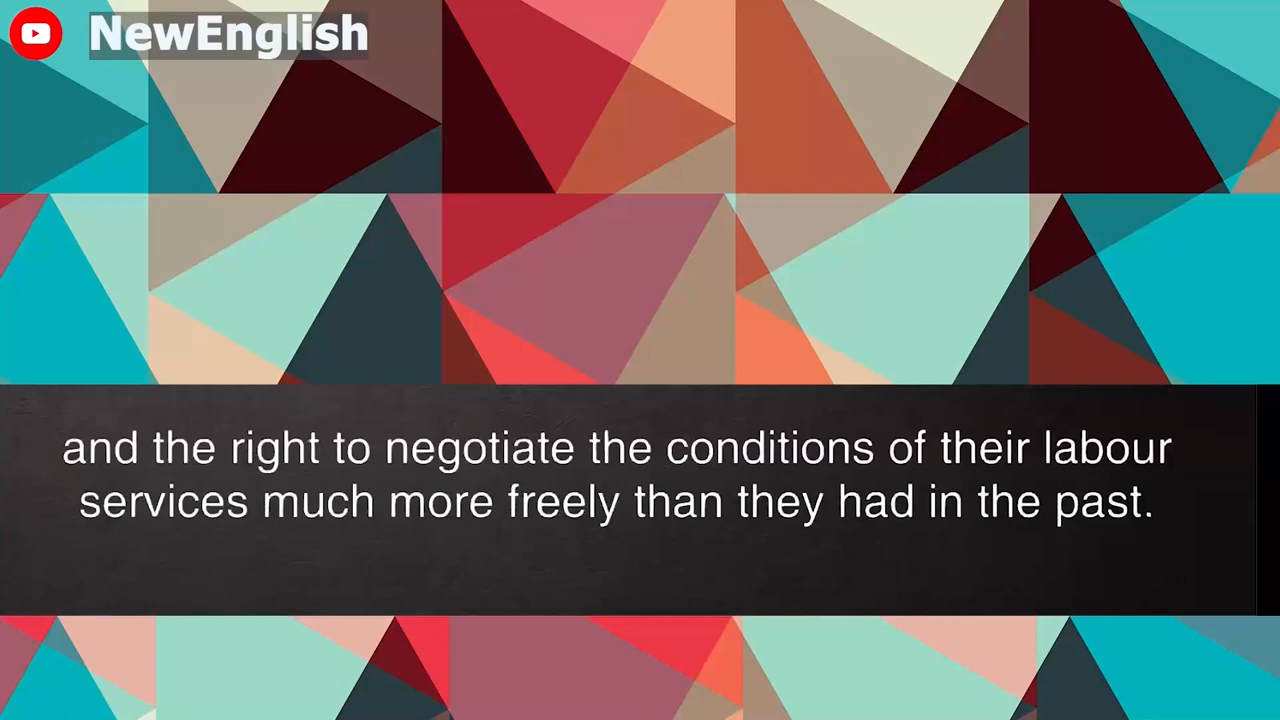 NewEnglish
and the right to negotiate the conditions of their labour
services much more freely than they had in the past.